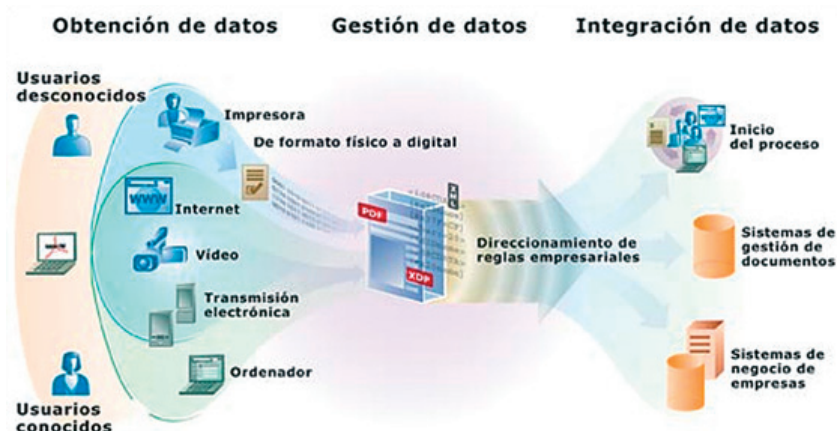 Obtención de datos
Gestión de datos
Integración de datos
Usuarios
desconocidos
Impresora
De formato físico a digital
WWW
Internet
Vídeo
Transmisión
electrónica
Ordenador
Usuarios
conocidos
PDF
XML
XDP
Direccionamiento de
reglas empresariales
Inicio
del proceso
Sistemas de
gestión de
documentos
Sistemas de
negocio de
empresas